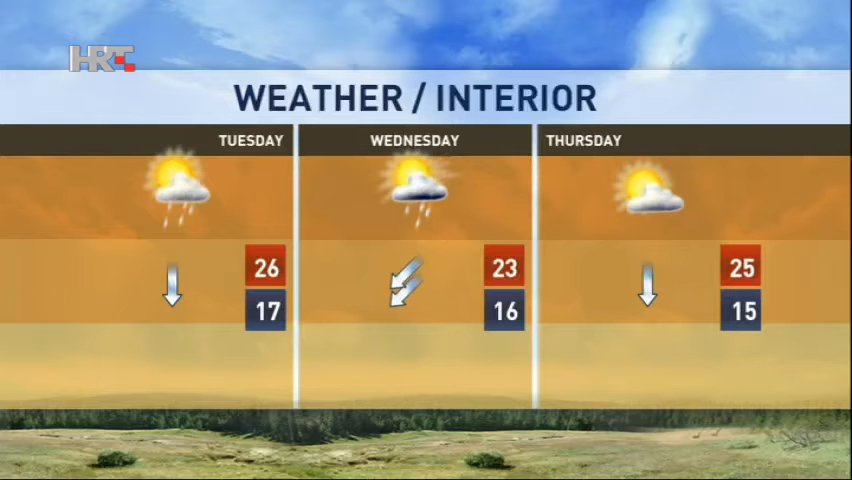 HRT
WEATHER / INTERIOR
TUESDAY
WEDNESDAY
THURSDAY
26
23
25
17
16
15